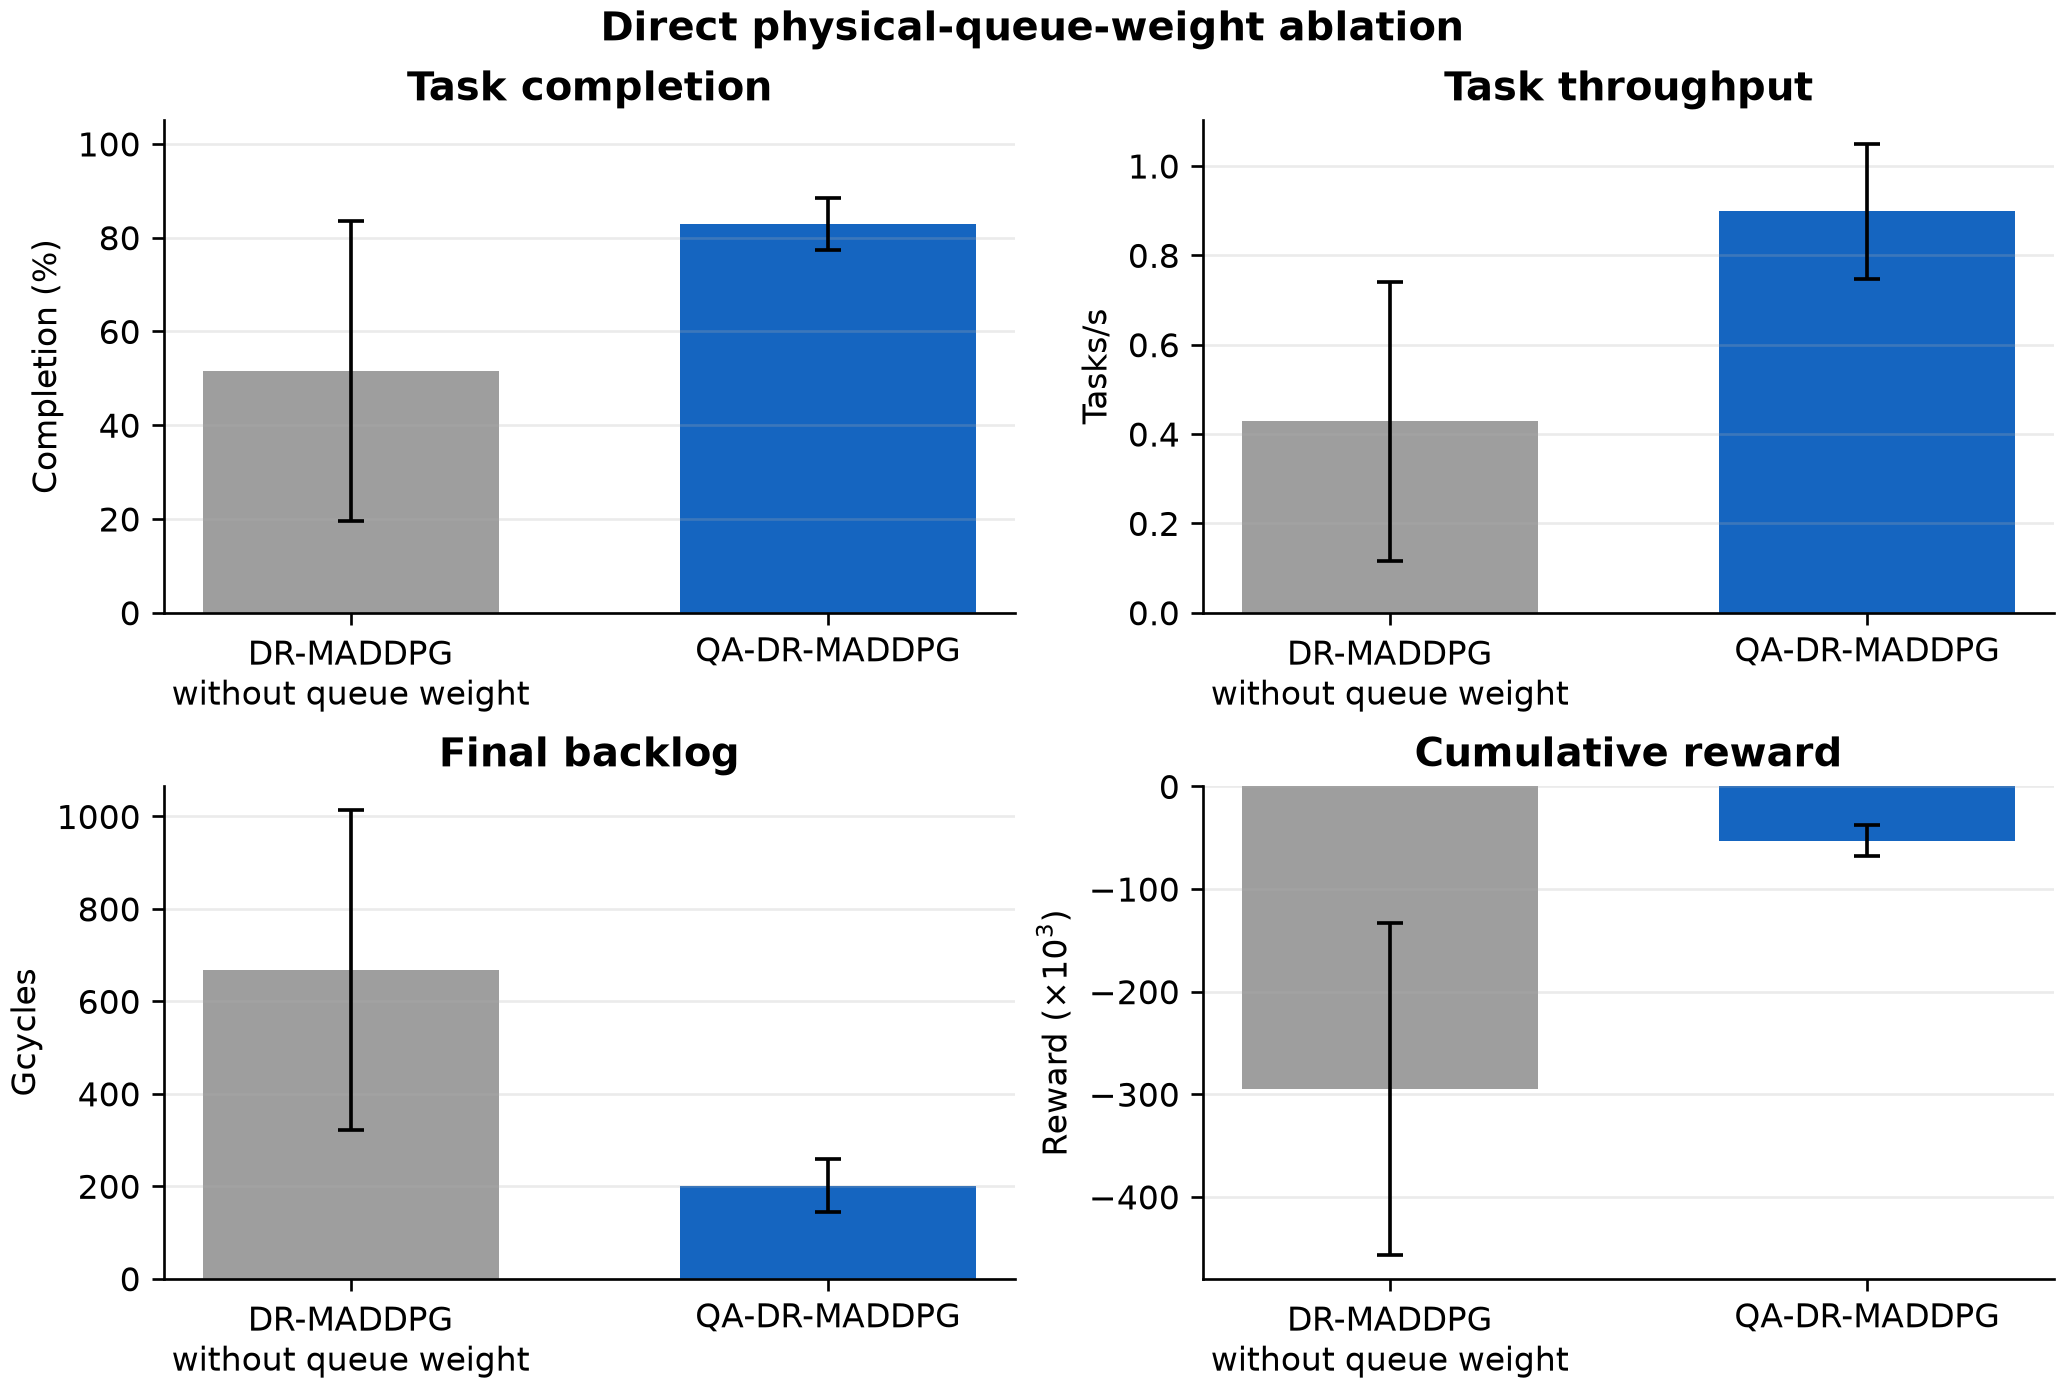 Direct physical-queue-weight ablation
Task completion
Completion (%)
100
80
60
40
20
0
DR-MADDPG
without queue weight
QA-DR-MADDPG
Task throughput
Tasks/s
1.0
0.8
0.6
0.4
0.2
0.0
DR-MADDPG
without queue weight
QA-DR-MADDPG
Final backlog
Gcycles
1000
800
600
400
200
0
DR-MADDPG
without queue weight
QA-DR-MADDPG
Cumulative reward
Reward (×10³)
0
−100
−200
−300
−400
DR-MADDPG
without queue weight
QA-DR-MADDPG